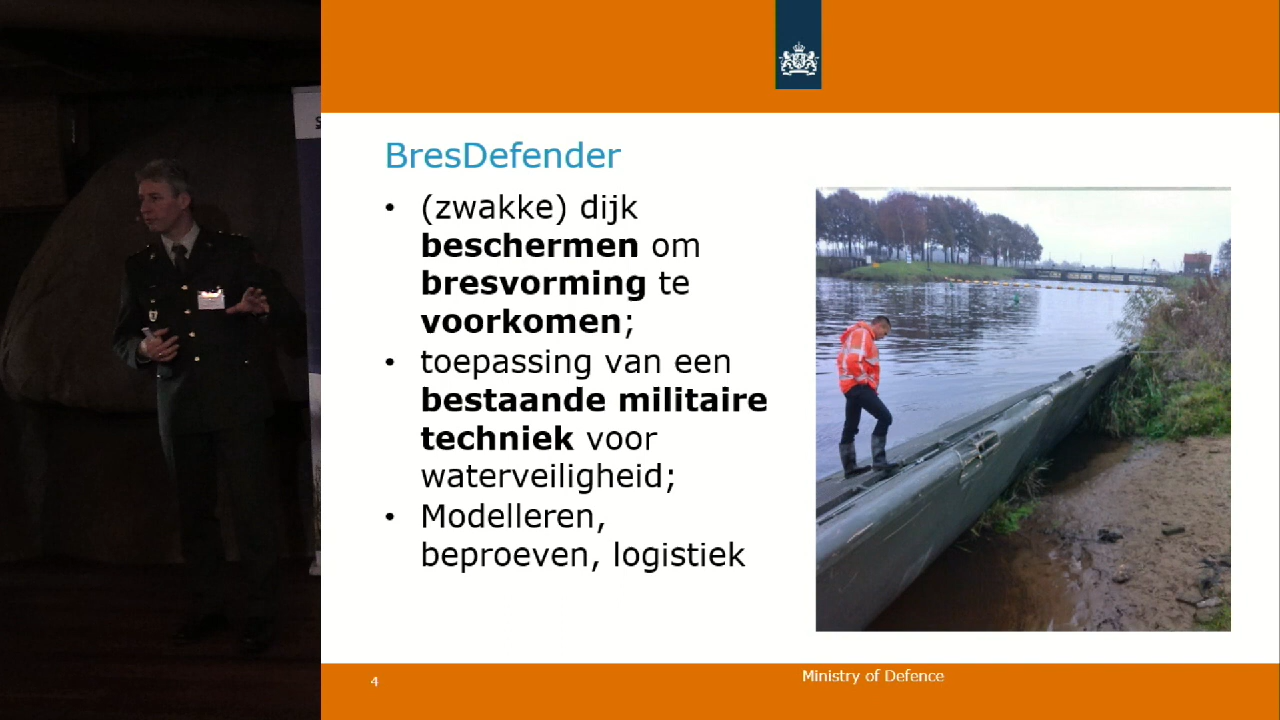 BresDefender
• (zwakke) dijk
beschermen om
bresvorming te
voorkomen;
• toepassing van een
bestaande militaire
techniek voor
waterveiligheid;
• Modelleren,
beproeven, logistiek
4
Ministry of Defence